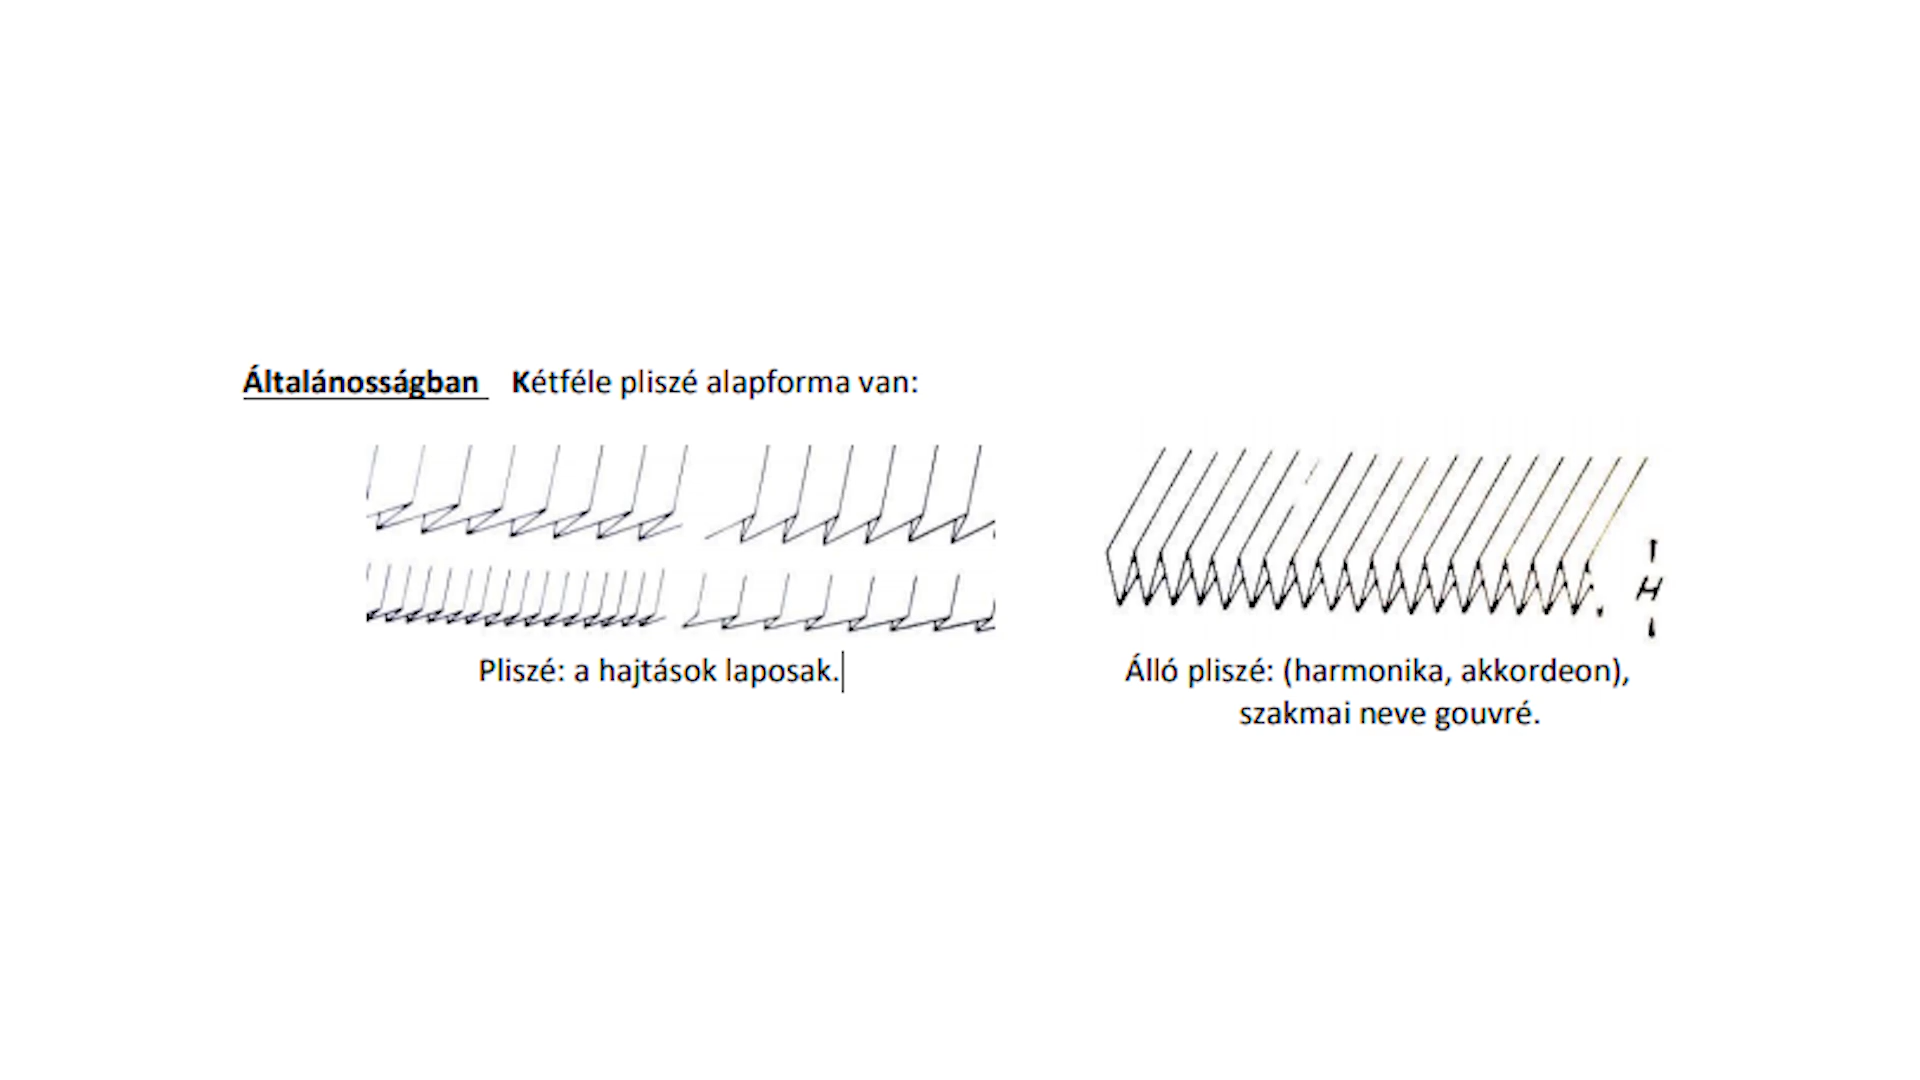 Általánosságban   Kétféle pliszé alapforma van:
H
Pliszé: a hajtások laposak.
Álló pliszé: (harmonika, akkordeon),
szakmai neve gouvré.